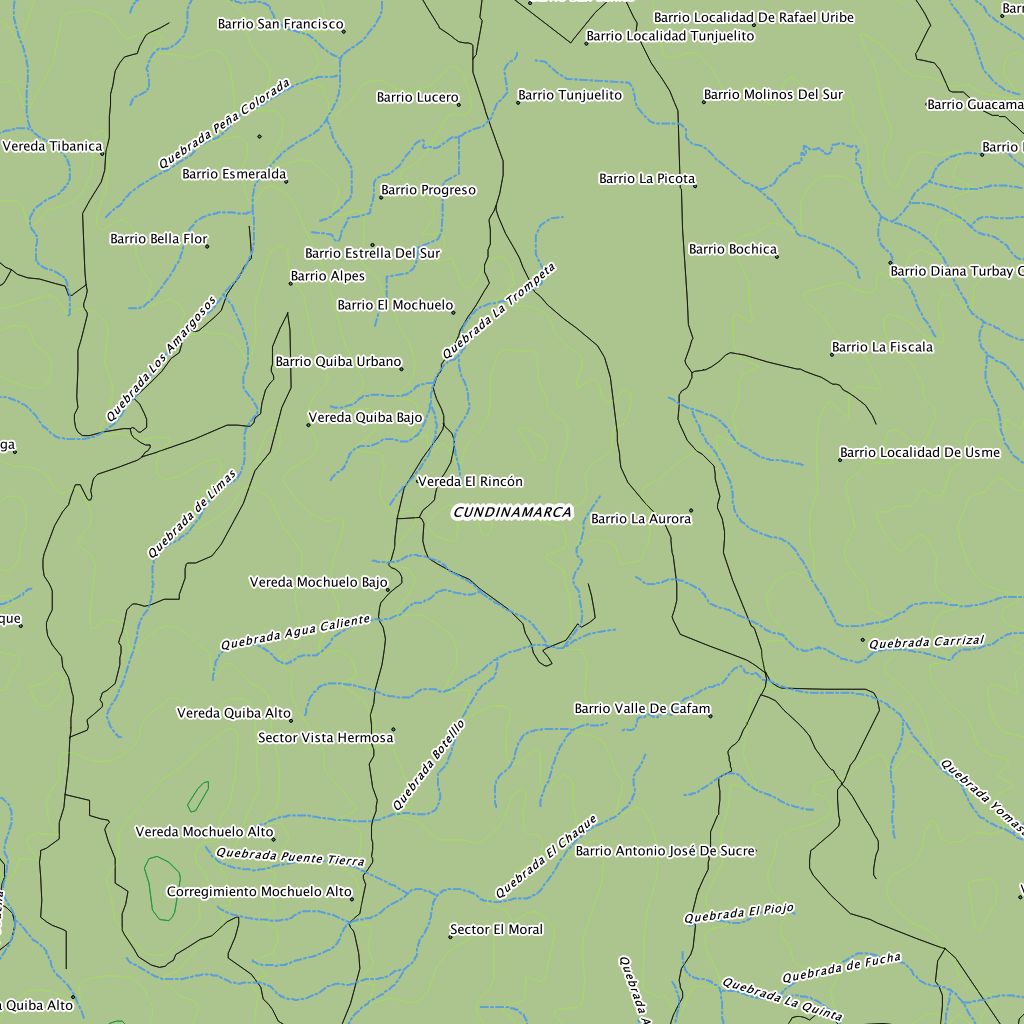 Barrio San Francisco
Barrio Localidad De Rafael Uribe
Barrio Localidad Tunjuelito
Barrio Lucero
Barrio Tunjuelito
Barrio Molinos Del Sur
Barrio Guacama
Quebrada Peña Colorada
Vereda Tibanica
Barrio
Barrio Esmeralda
Barrio Progreso
Barrio La Picota
Barrio Bella Flor
Barrio Estrella Del Sur
Barrio Bochica
Barrio Alpes
Barrio Diana Turbay
Barrio El Mochuelo
Quebrada La Trompeta
Quebrada Los Amargosos
Barrio Quiba Urbano
Barrio La Fiscala
Vereda Quiba Bajo
ga
Barrio Localidad De Usme
Vereda El Rincón
Quebrada de Limas
CUNDINAMARCA
Barrio La Aurora
Vereda Mochuelo Bajo
que
Quebrada Agua Caliente
Quebrada Carrizal
Vereda Quiba Alto
Barrio Valle De Cafam
Sector Vista Hermosa
Quebrada Botelllo
Quebrada Yomas
Vereda Mochuelo Alto
Quebrada Puente Tierra
Quebrada El Chaque
Barrio Antonio José De Sucre
Corregimiento Mochuelo Alto
Quebrada El Piojo
Sector El Moral
Quebrada de Fucha
Quebrada A
Quebrada La Quinta
Quiba Alto